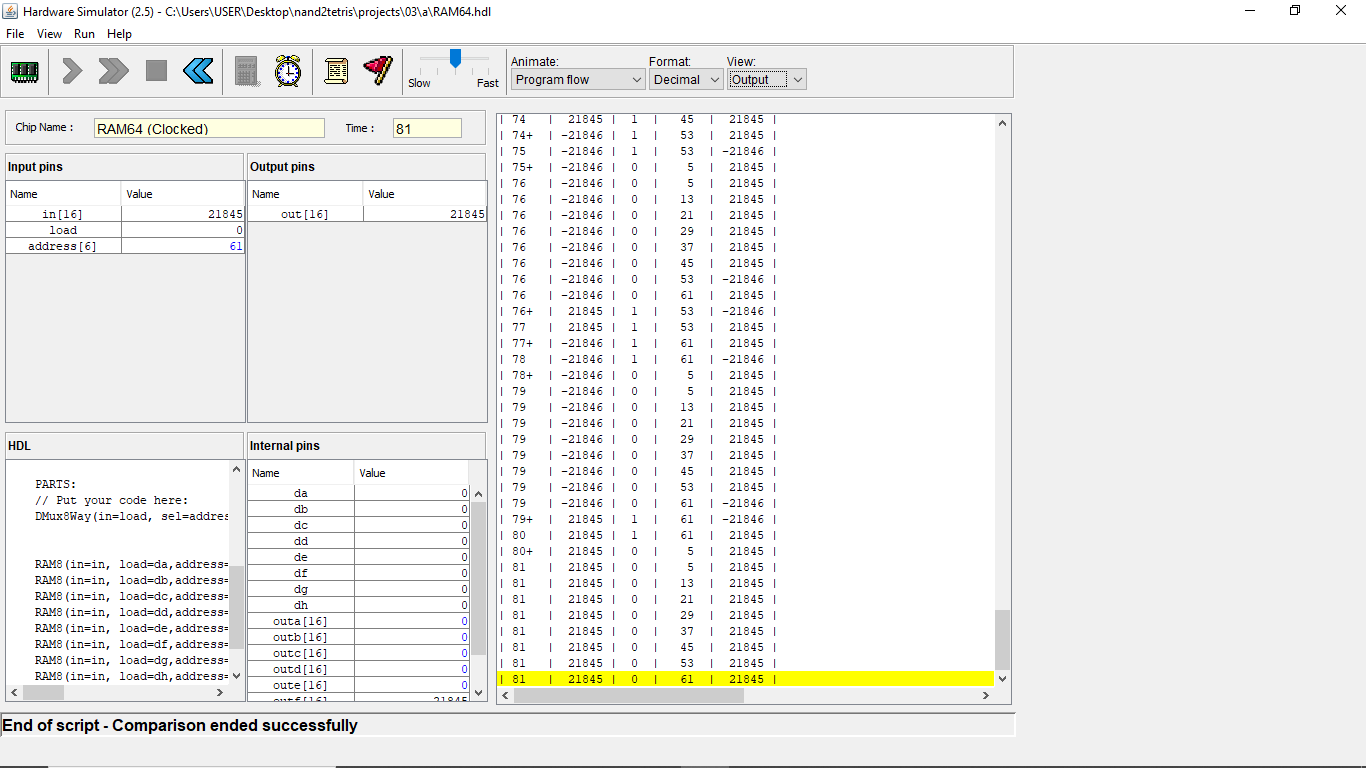 Hardware Simulator (2.5) - C:\Users\USER\Desktop\nand2tetris\projects\03\a\RAM64.hdl
File View Run Help
Slow Fast
Animate: Format: View:
Program flow Decimal Output
Chip Name : RAM64 (Clocked) Time : 81
Input pins
Name Value
in[16] 21845
load 0
address[6] 61
Output pins
Name Value
out[16] 21845
HDL
PARTS:
// Put your code here:
DMux8Way(in=load, sel=addres
RAM8(in=in, load=da,address=
RAM8(in=in, load=db,address=
RAM8(in=in, load=dc,address=
RAM8(in=in, load=dd,address=
RAM8(in=in, load=de,address=
RAM8(in=in, load=df,address=
RAM8(in=in, load=dg,address=
RAM8(in=in, load=dh,address=
Internal pins
Name Value
da 0
db 0
dc 0
dd 0
de 0
df 0
dg 0
dh 0
outa[16] 0
outb[16] 0
outc[16] 0
outd[16] 0
oute[16] 0
outf[16] 21845
| 74 | 21845 | 1 | 45 | 21845 |
| 74+ | -21846 | 1 | 53 | 21845 |
| 75 | -21846 | 1 | 53 | -21846 |
| 75+ | -21846 | 0 | 5 | 21845 |
| 76 | -21846 | 0 | 5 | 21845 |
| 76 | -21846 | 0 | 13 | 21845 |
| 76 | -21846 | 0 | 21 | 21845 |
| 76 | -21846 | 0 | 29 | 21845 |
| 76 | -21846 | 0 | 37 | 21845 |
| 76 | -21846 | 0 | 45 | 21845 |
| 76 | -21846 | 0 | 53 | -21846 |
| 76 | -21846 | 0 | 61 | 21845 |
| 76+ | 21845 | 1 | 53 | -21846 |
| 77 | 21845 | 1 | 53 | 21845 |
| 77+ | -21846 | 1 | 61 | 21845 |
| 78 | -21846 | 1 | 61 | -21846 |
| 78+ | -21846 | 0 | 5 | 21845 |
| 79 | -21846 | 0 | 5 | 21845 |
| 79 | -21846 | 0 | 13 | 21845 |
| 79 | -21846 | 0 | 21 | 21845 |
| 79 | -21846 | 0 | 29 | 21845 |
| 79 | -21846 | 0 | 37 | 21845 |
| 79 | -21846 | 0 | 45 | 21845 |
| 79 | -21846 | 0 | 53 | 21845 |
| 79 | -21846 | 0 | 61 | -21846 |
| 79+ | 21845 | 1 | 61 | -21846 |
| 80 | 21845 | 1 | 61 | 21845 |
| 80+ | 21845 | 0 | 5 | 21845 |
| 81 | 21845 | 0 | 5 | 21845 |
| 81 | 21845 | 0 | 13 | 21845 |
| 81 | 21845 | 0 | 21 | 21845 |
| 81 | 21845 | 0 | 29 | 21845 |
| 81 | 21845 | 0 | 37 | 21845 |
| 81 | 21845 | 0 | 45 | 21845 |
| 81 | 21845 | 0 | 53 | 21845 |
| 81 | 21845 | 0 | 61 | 21845 |
End of script - Comparison ended successfully